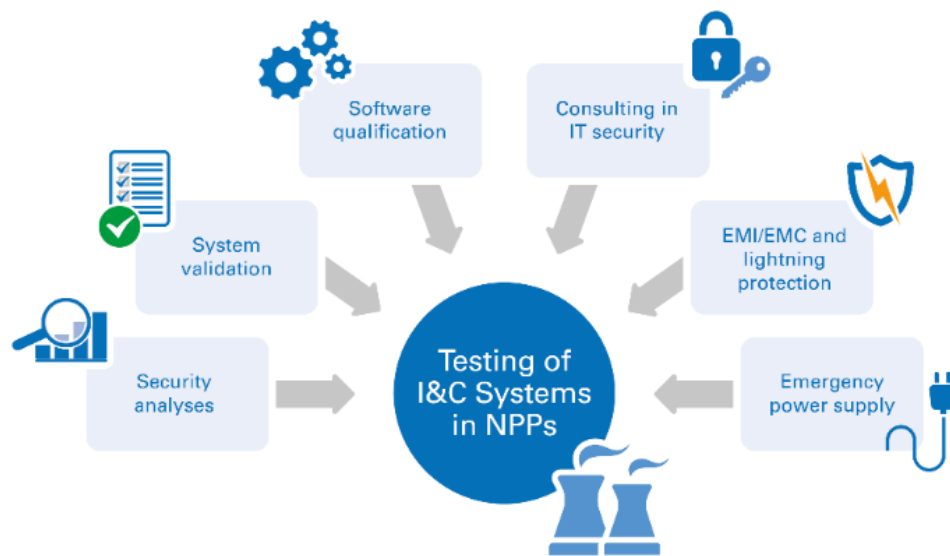 Software
qualification
Consulting in
IT security
System
validation
EMI/EMC and
lightning
protection
Security
analyses
Testing of
I&C Systems
in NPPs
Emergency
power supply